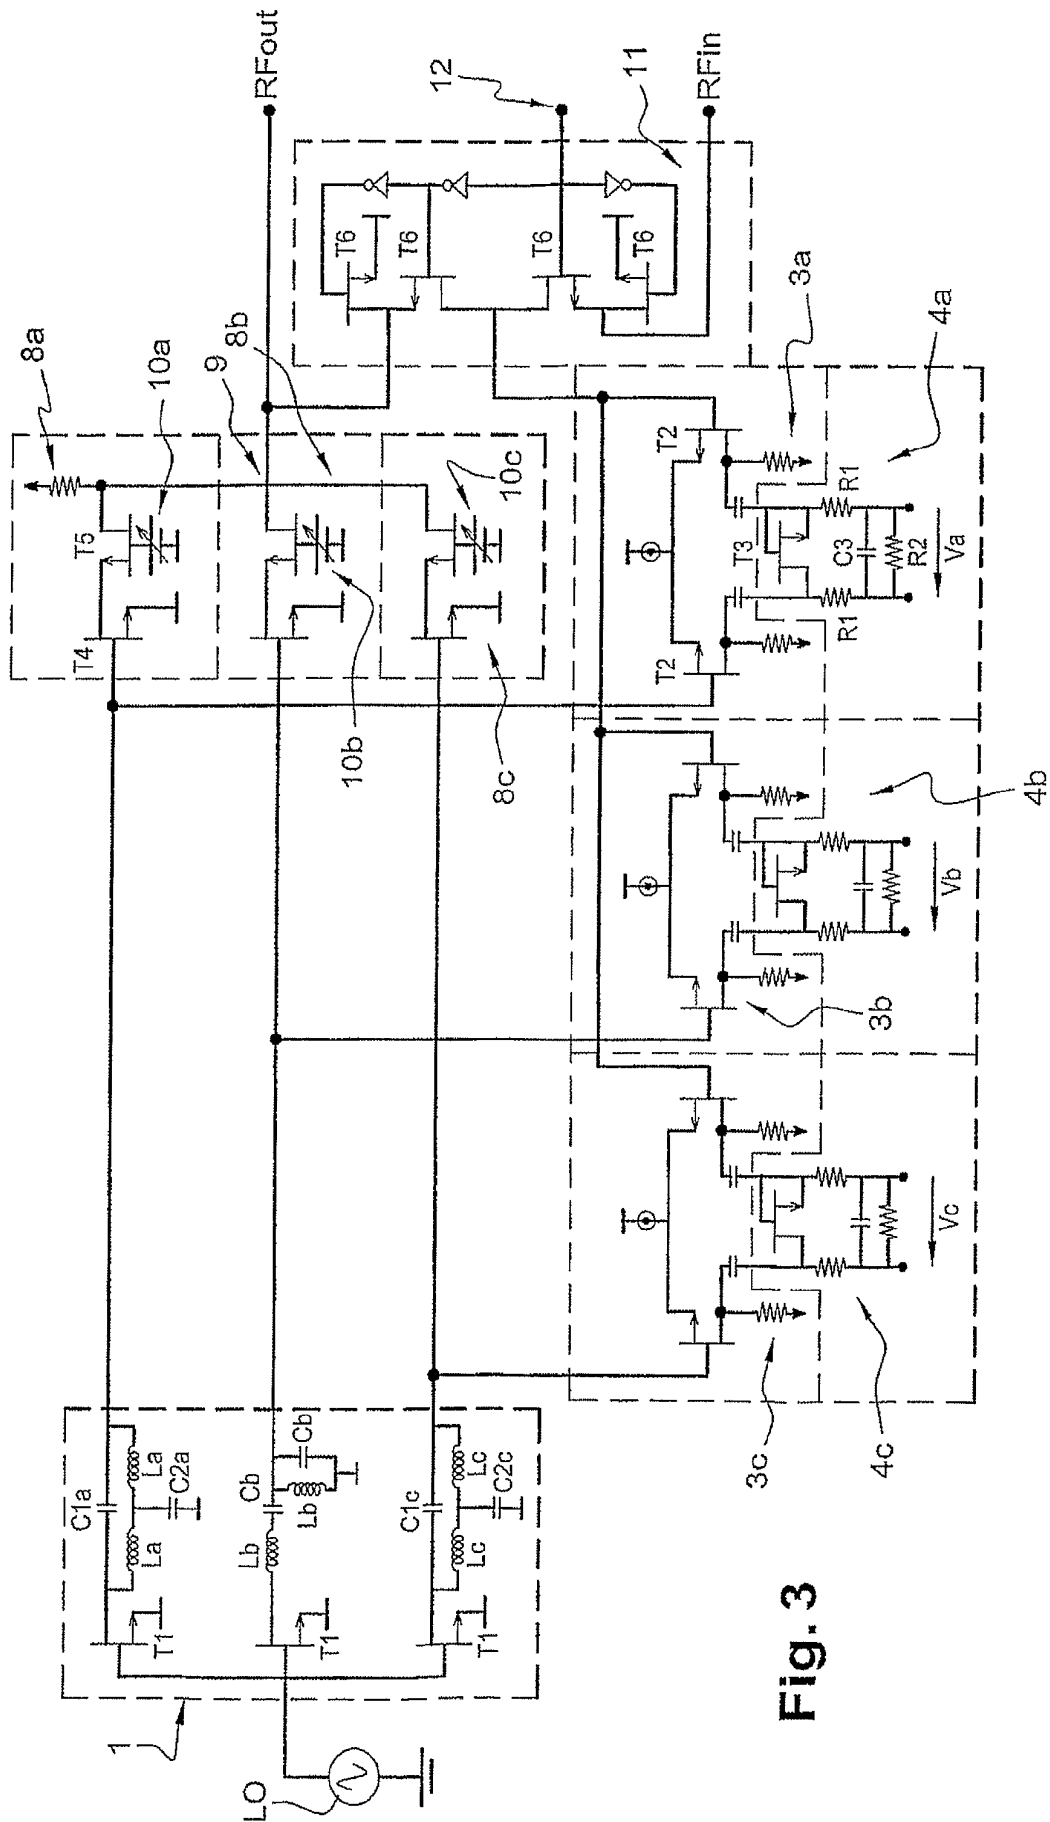 8a
10a
9
8b
RFout
12
11
RFin
T6
T6
T6
T6
T5
T4
10b
10c
8c
3a
4a
T2
T2
T3
R1
R1
C3
R2
Va
3b
4b
Vb
3c
4c
Vc
C1a
La
La
C2a
T1
Lb
Cb
Lb
Cb
T1
C1c
Lc
Lc
C2c
T1
1
LO
Fig. 3